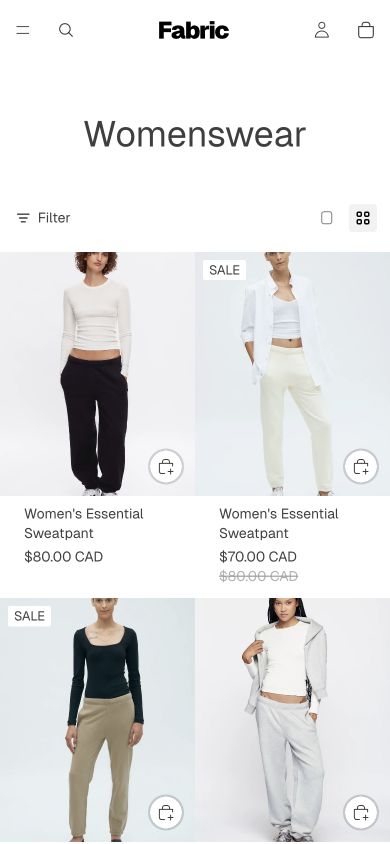 Fabric
Womenswear
Filter
SALE
Women's Essential
Sweatpant
$80.00 CAD
Women's Essential
Sweatpant
$70.00 CAD
$80.00 CAD
SALE